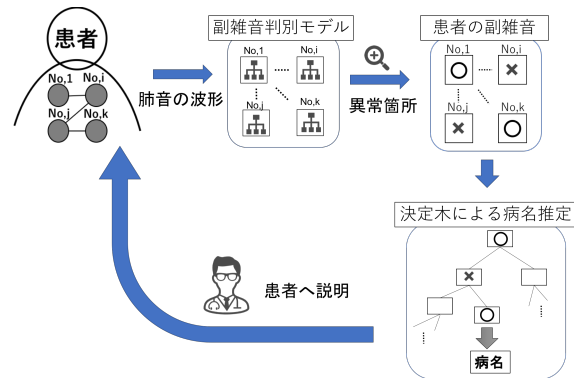 患者
No,1 No,i
No,j No,k
肺音の波形
副雑音判別モデル
No,1 No,i
No,j No,k
異常箇所
患者の副雑音
No,1 No,i
No,j No,k
決定木による病名推定
病名
患者へ説明